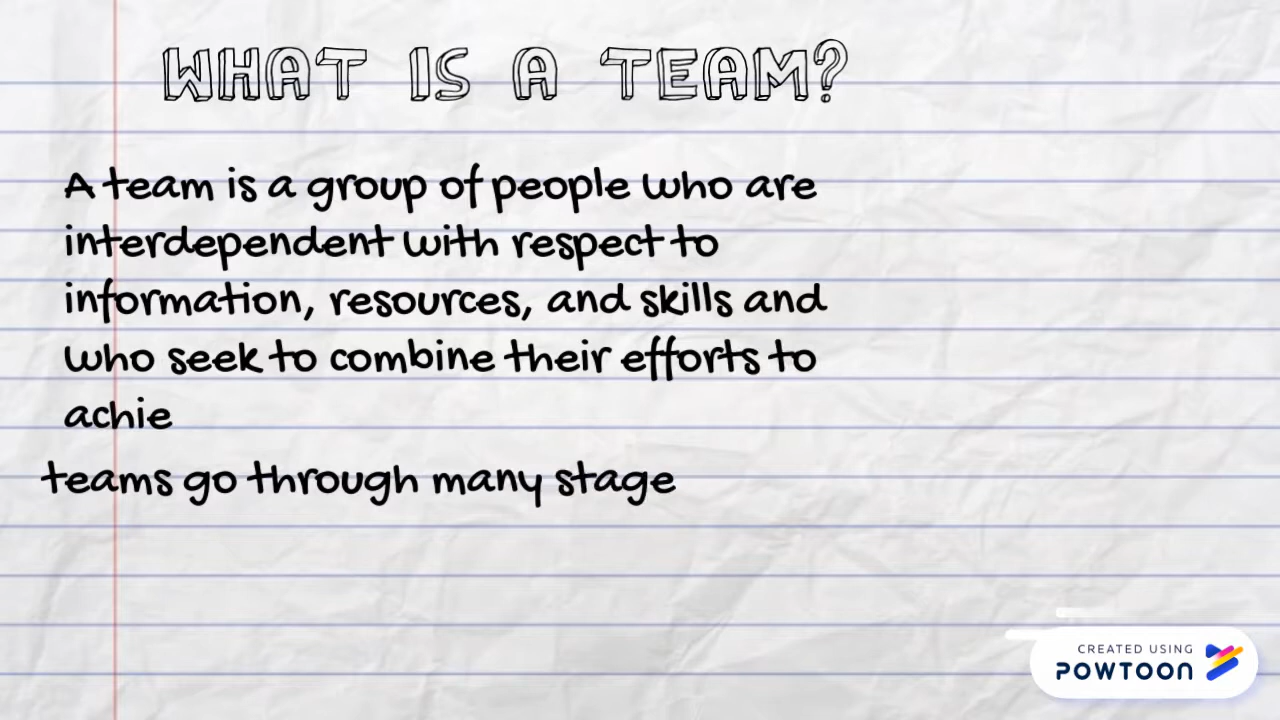 WHAT IS A TEAM?
A team is a group of people who are
interdependent with respect to
information, resources, and skills and
who seek to combine their efforts to
achie
teams go through many stage
CREATED USING
POWTOON